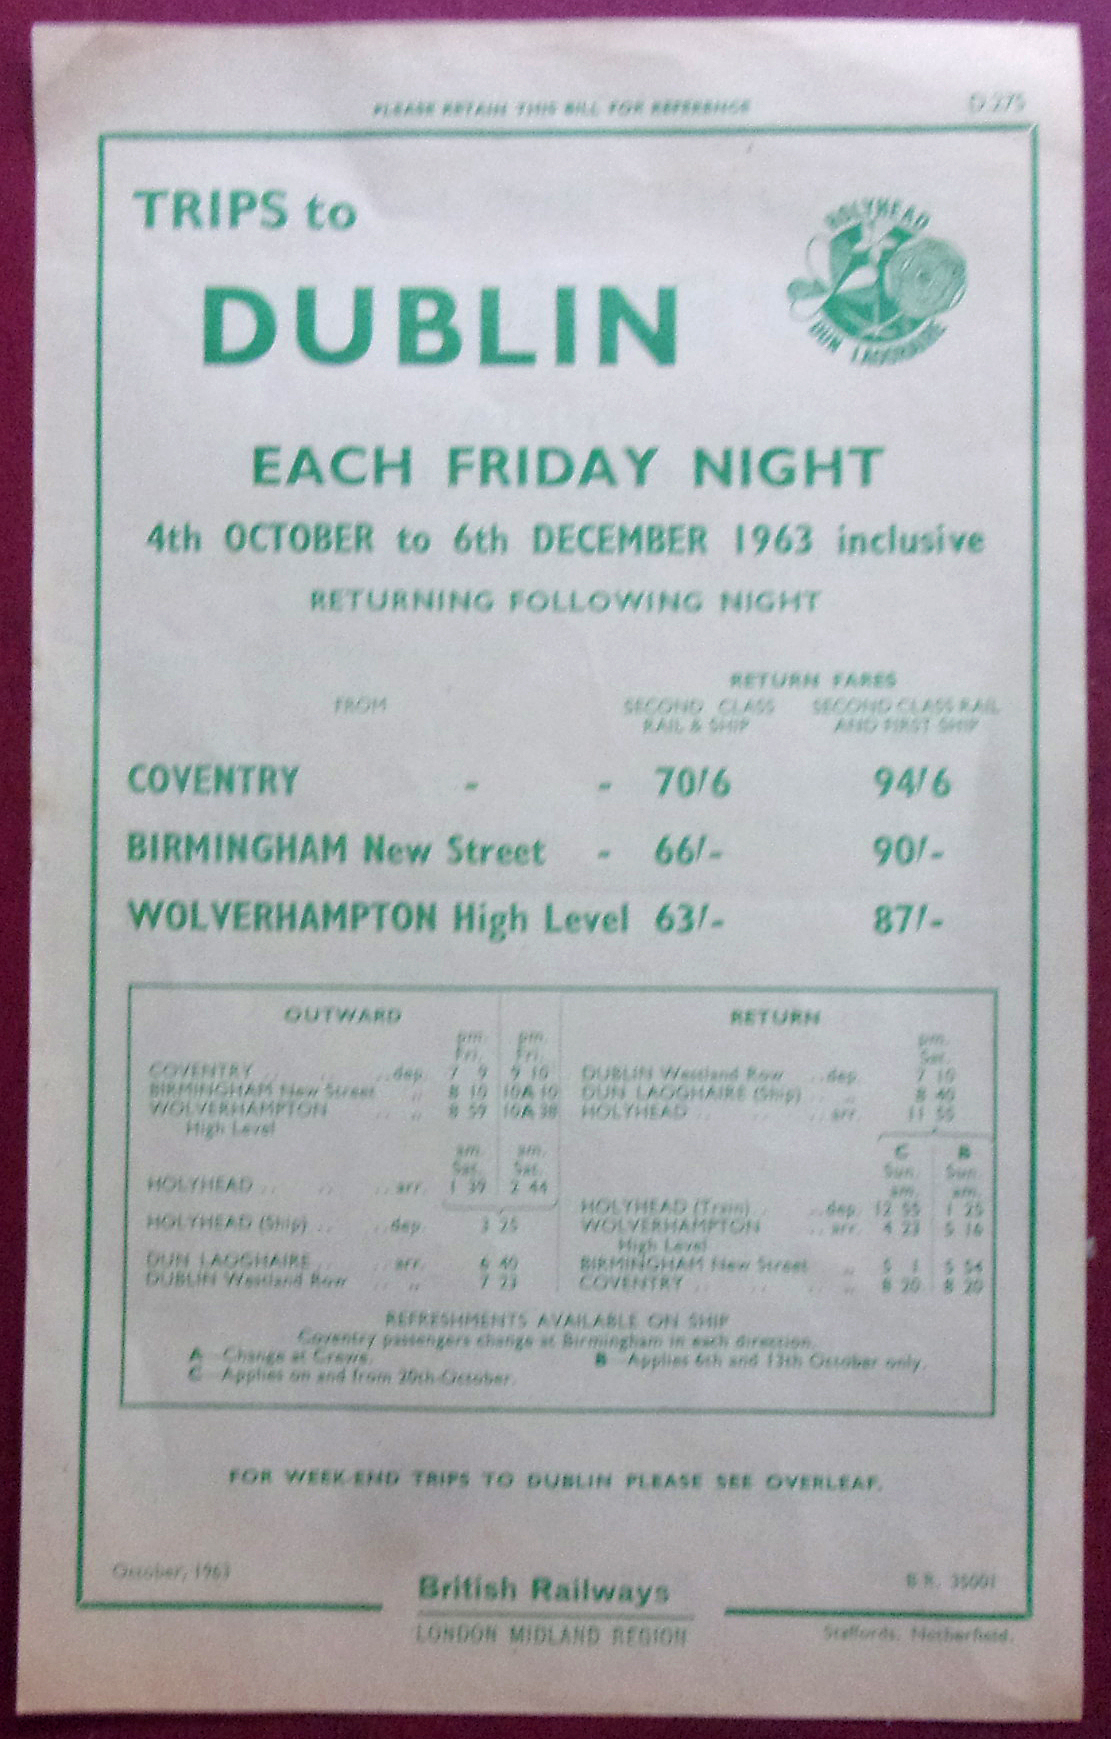 PLEASE RETAIN THIS BILL FOR REFERENCE
D 275
TRIPS to
DUBLIN
HOLYHEAD
DUN LAOGHAIRE
EACH FRIDAY NIGHT
4th OCTOBER to 6th DECEMBER 1963 inclusive
RETURNING FOLLOWING NIGHT
RETURN FARES
FROM SECOND CLASS SECOND CLASS RAIL
RAIL & SHIP AND FIRST SHIP
COVENTRY - - 70/6 94/6
BIRMINGHAM New Street - 66/- 90/-
WOLVERHAMPTON High Level 63/- 87/-
OUTWARD
pm. pm.
Fri. Fri.
COVENTRY .. ..dep. 7 9 9 10
BIRMINGHAM New Street „ 8 10 10A 10
WOLVERHAMPTON .. „ 8 59 10A 38
High Level
am. am.
Sat. Sat.
HOLYHEAD .. .. ..arr. 1 39 2 44
HOLYHEAD (Ship) .. ..dep. 3 25
DUN LAOGHAIRE .. arr. 6 40
DUBLIN Westland Row .. „ 7 23
RETURN
pm.
Sat.
DUBLIN Westland Row ..dep. 7 10
DUN LAOGHAIRE (Ship) .. „ 8 40
HOLYHEAD .. .. ..arr. 11 55
C B
Sun. Sun.
am. am.
HOLYHEAD (Train) .. ..dep. 12 55 1 25
WOLVERHAMPTON .. arr. 4 23 5 16
High Level
BIRMINGHAM New Street „ 5 1 5 54
COVENTRY .. .. .. „ 8 20 8 20
REFRESHMENTS AVAILABLE ON SHIP
Coventry passengers change at Birmingham in each direction.
A Change at Crewe. B Applies 6th and 13th October only.
C Applies on and from 20th October.
FOR WEEK-END TRIPS TO DUBLIN PLEASE SEE OVERLEAF.
October, 1963
B.R. 35001
British Railways
LONDON MIDLAND REGION
Staffords, Netherfield.